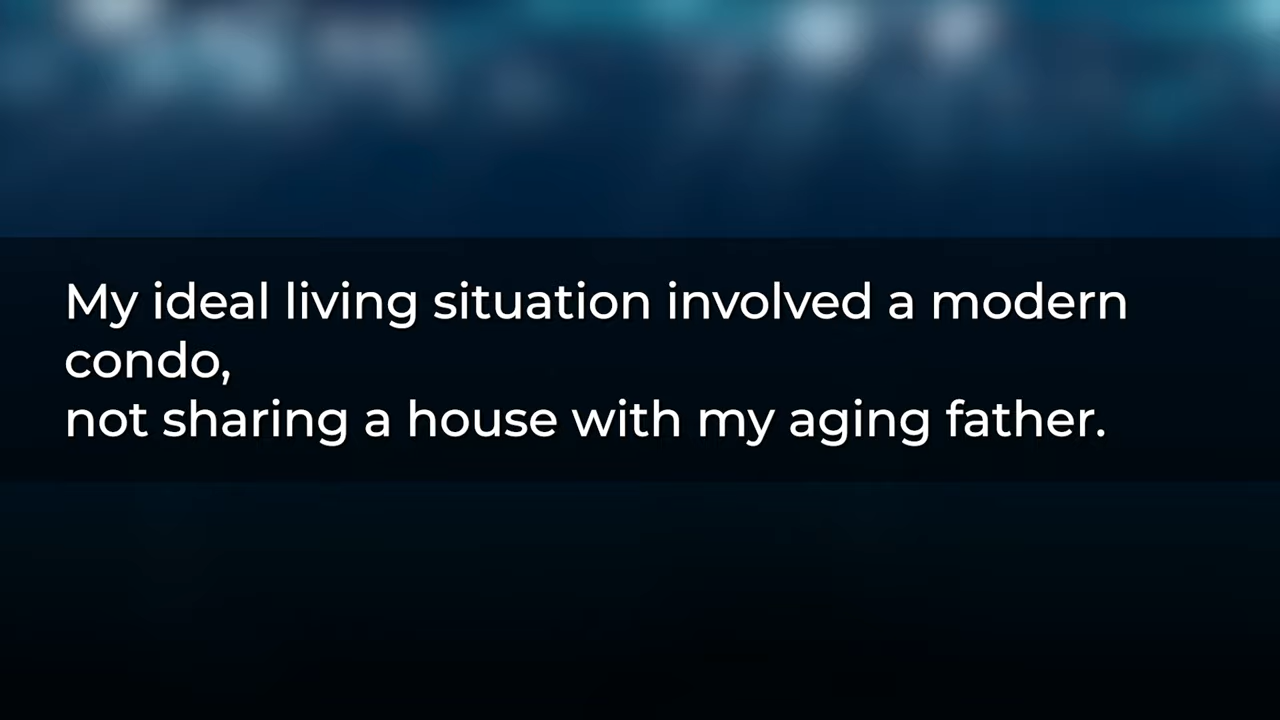 My ideal living situation involved a modern
condo,
not sharing a house with my aging father.